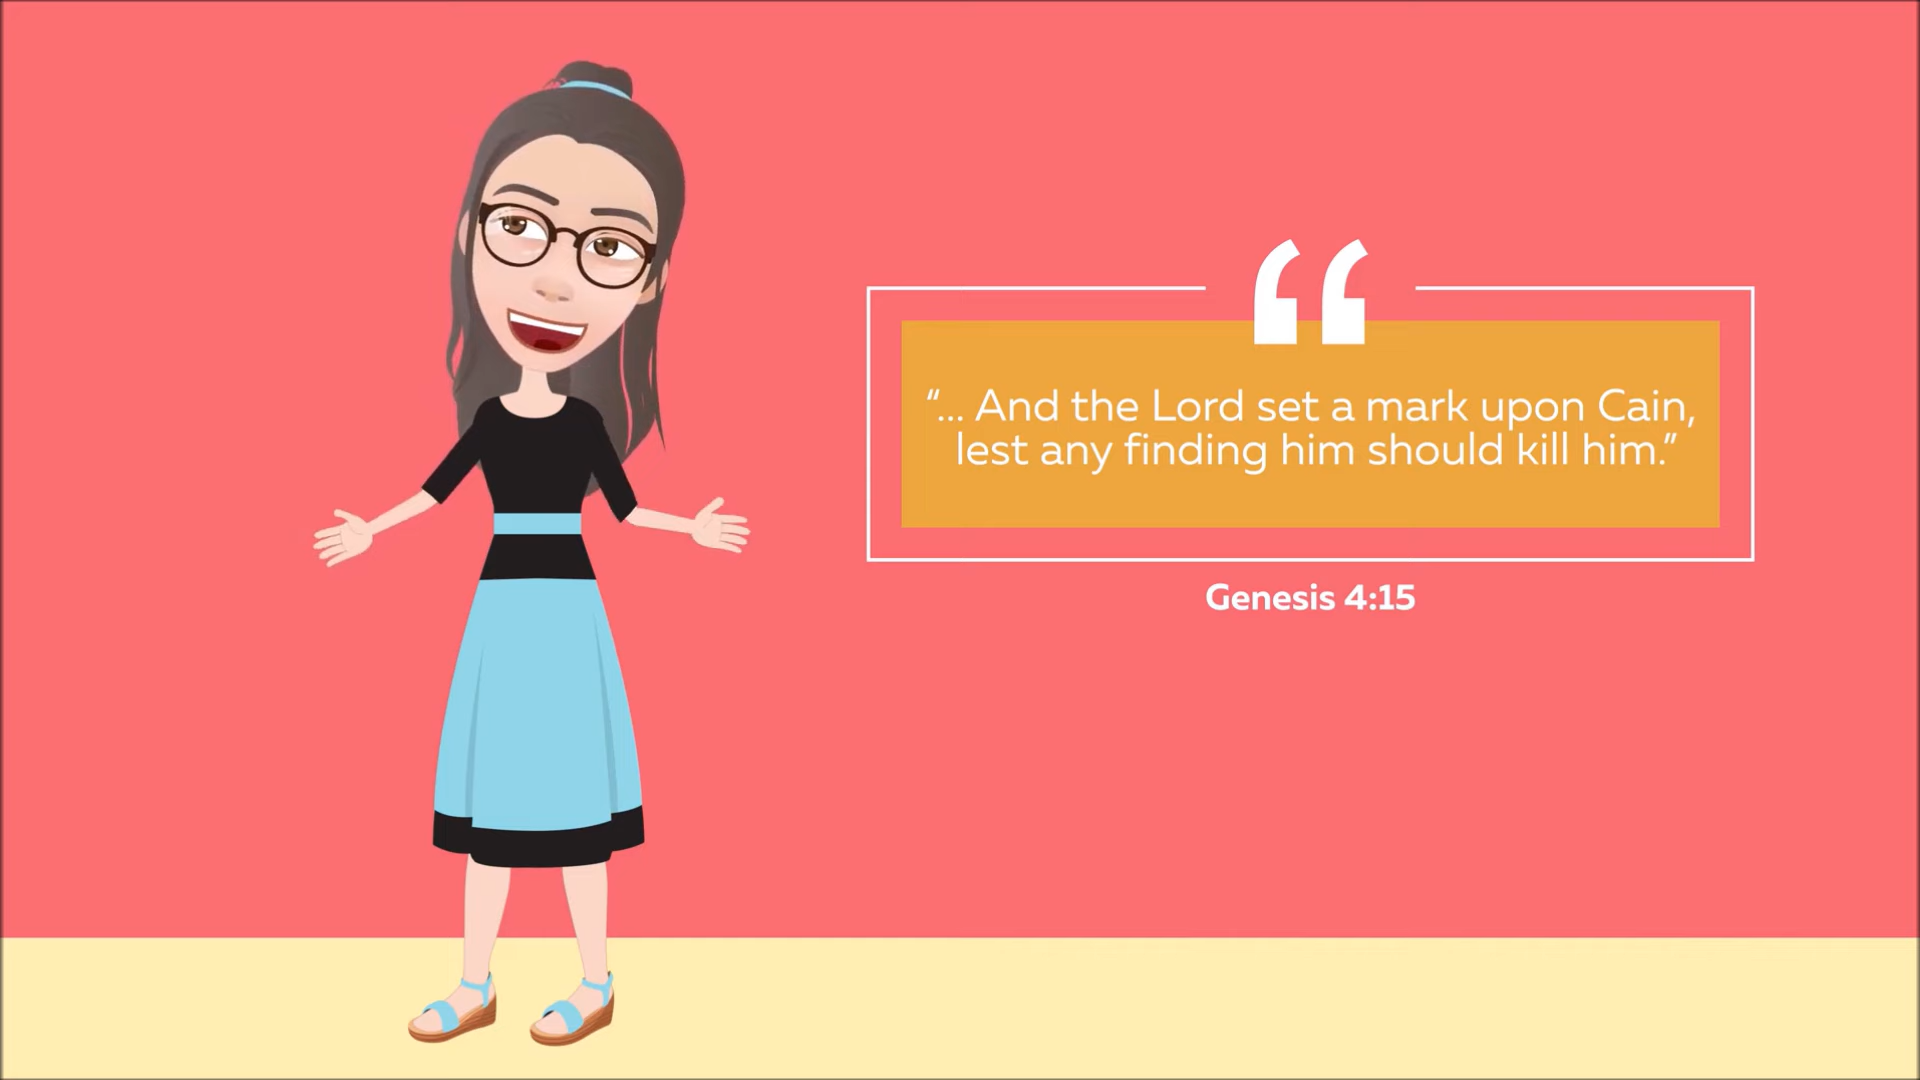 “... And the Lord set a mark upon Cain,
lest any finding him should kill him.”
Genesis 4:15